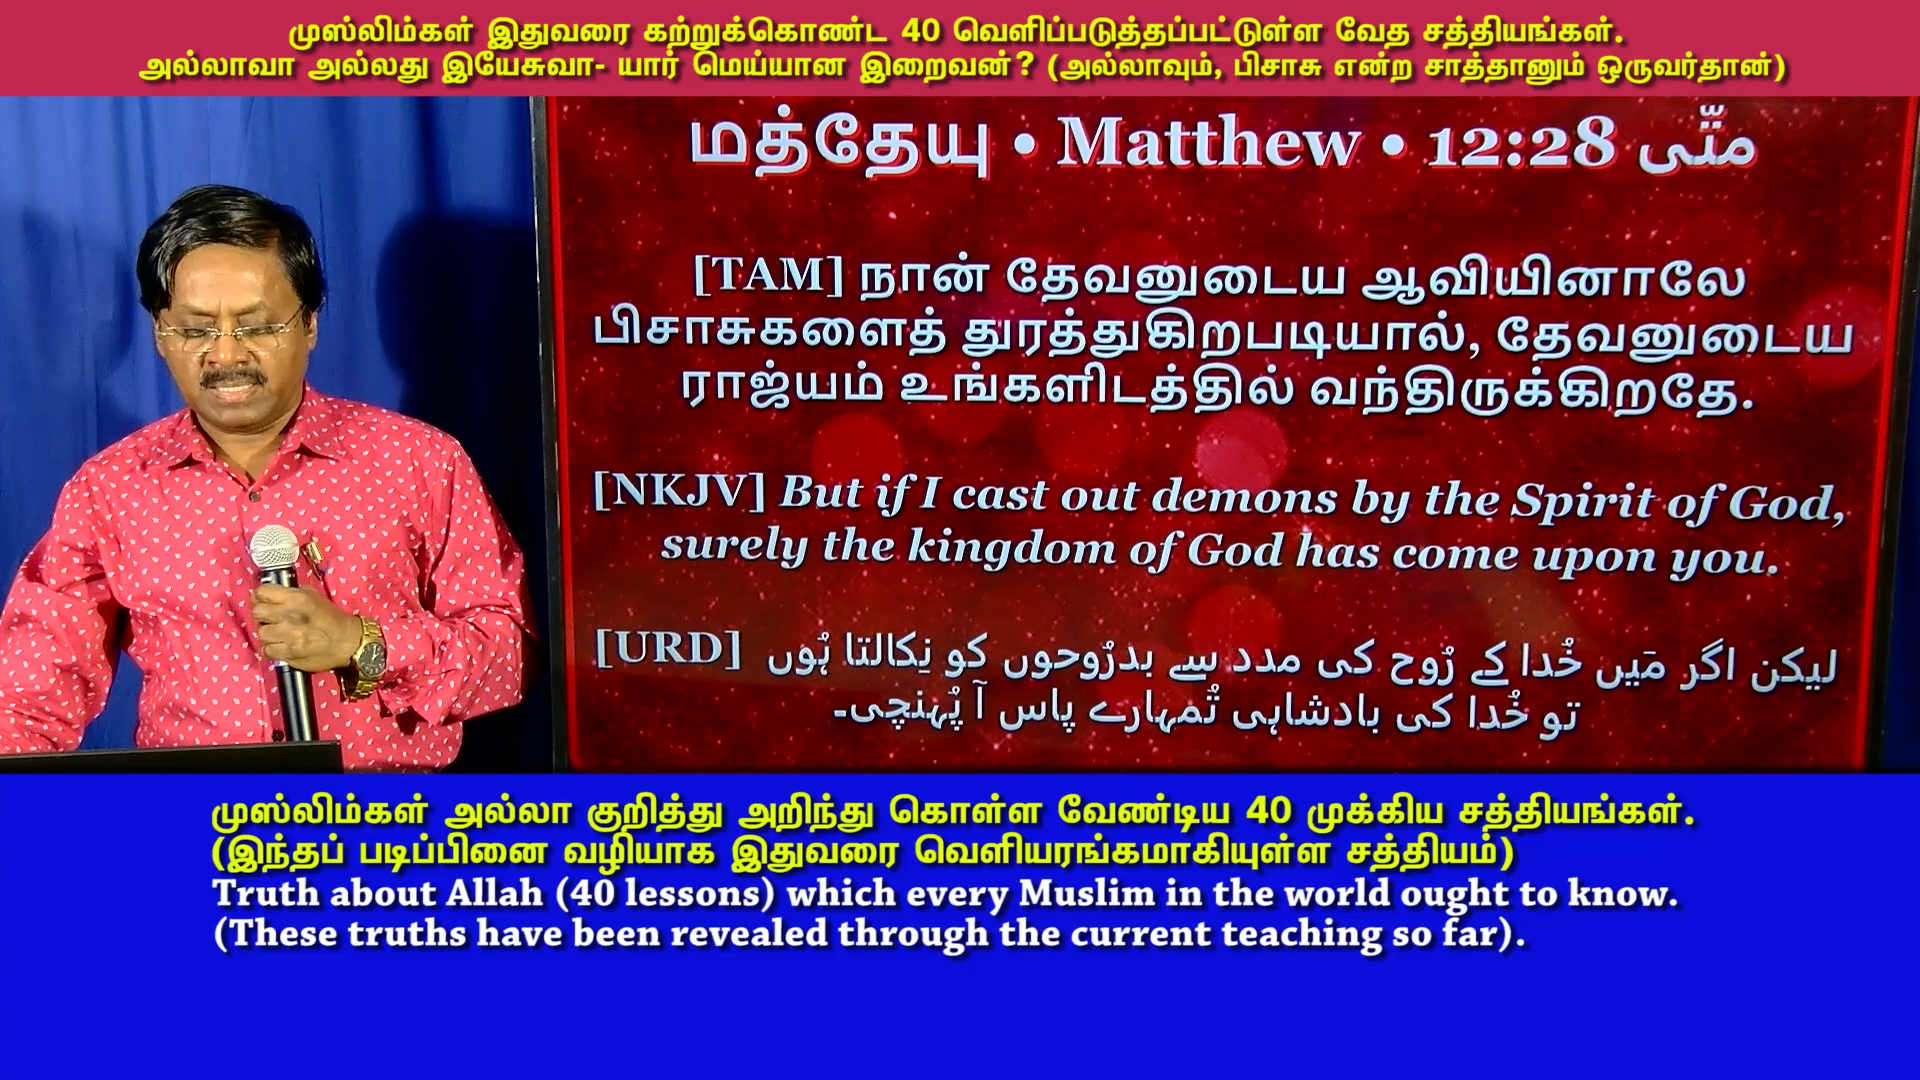 முஸ்லிம்கள் இதுவரை கற்றுக்கொண்ட 40 வெளிப்படுத்தப்பட்டுள்ள வேத சத்தியங்கள்.
அல்லாவா அல்லது இயேசுவா- யார் மெய்யான இறைவன்? (அல்லாவும், பிசாசு என்ற சாத்தானும் ஒருவர்தான்)
மத்தேயு • Matthew • 12:28 متّی
[TAM] நான் தேவனுடைய ஆவியினாலே
பிசாசுகளைத் துரத்துகிறபடியால், தேவனுடைய
ராஜ்யம் உங்களிடத்தில் வந்திருக்கிறதே.
[NKJV] But if I cast out demons by the Spirit of God,
surely the kingdom of God has come upon you.
[URD] لیکن اگر مَیں خُدا کے رُوح کی مدد سے بدرُوحوں کو نِکالتا ہُوں
تو خُدا کی بادشاہی تُمہارے پاس آ پُہنچی۔
முஸ்லிம்கள் அல்லா குறித்து அறிந்து கொள்ள வேண்டிய 40 முக்கிய சத்தியங்கள்.
(இந்தப் படிப்பினை வழியாக இதுவரை வெளியரங்கமாகியுள்ள சத்தியம்)
Truth about Allah (40 lessons) which every Muslim in the world ought to know.
(These truths have been revealed through the current teaching so far).